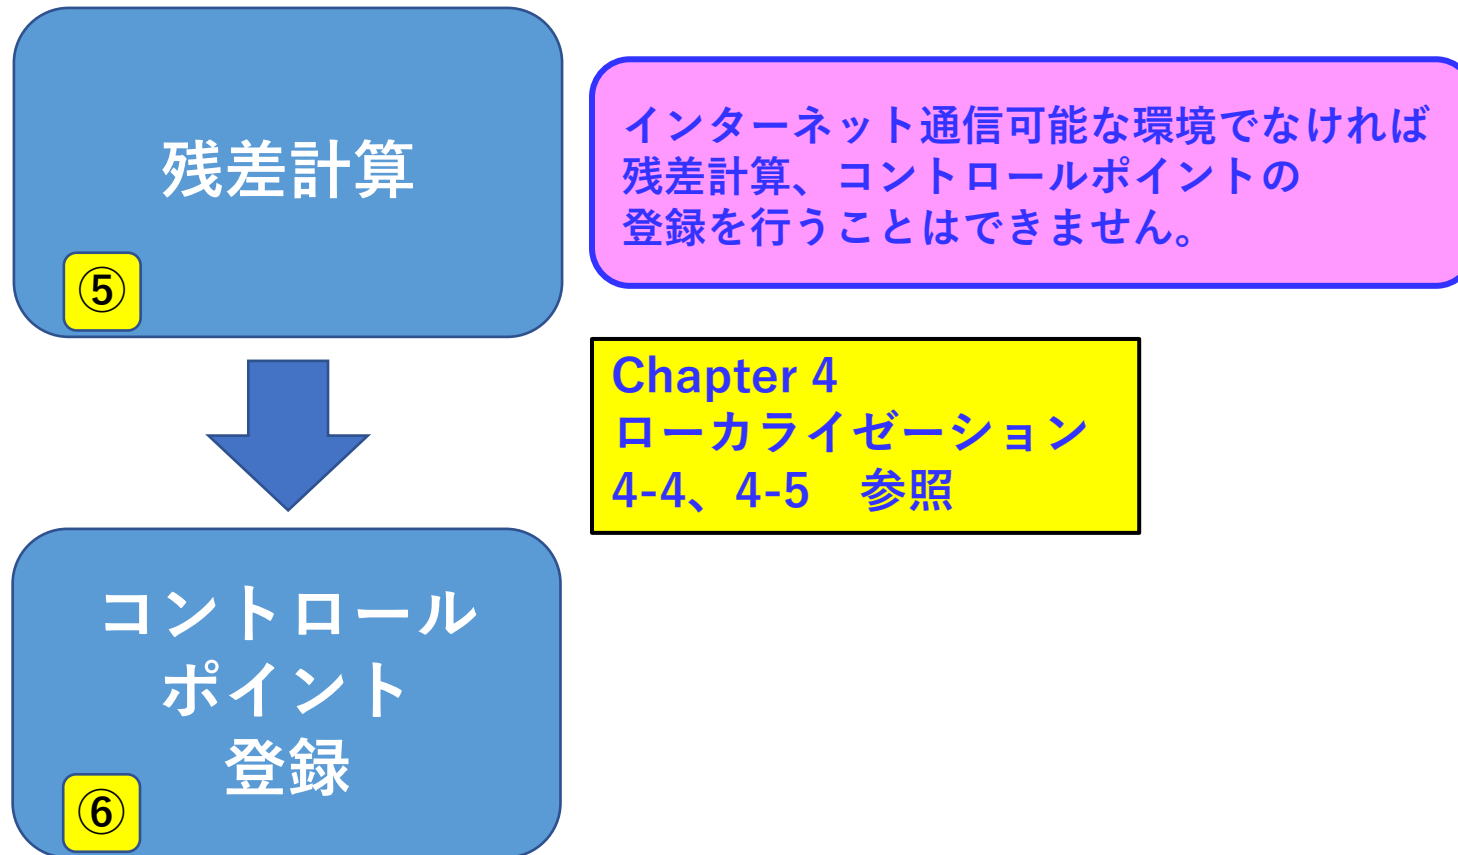 残差計算
⑤
インターネット通信可能な環境でなければ
残差計算、コントロールポイントの
登録を行うことはできません。
Chapter 4
ローカライゼーション
4-4、4-5　参照
コントロール
ポイント
登録
⑥